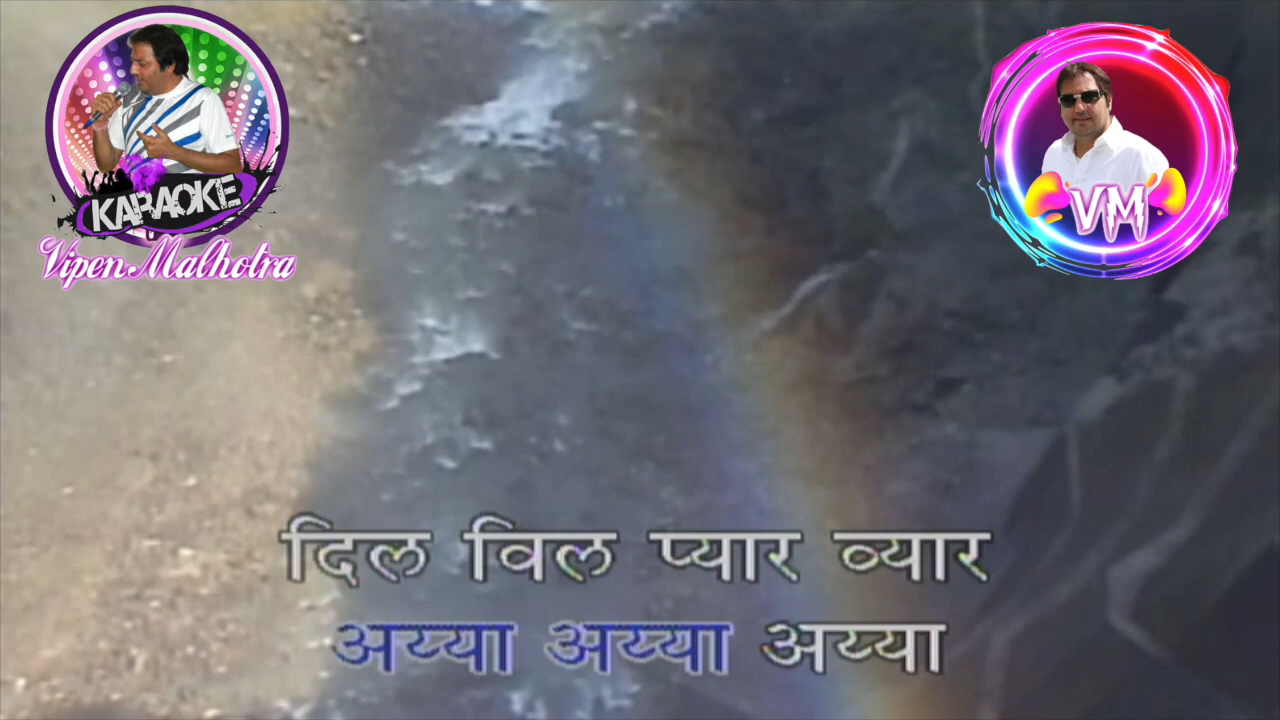 KARAOKE
Vipen Malhotra
VM
दिल विल प्यार व्यार
अय्या अय्या अय्या